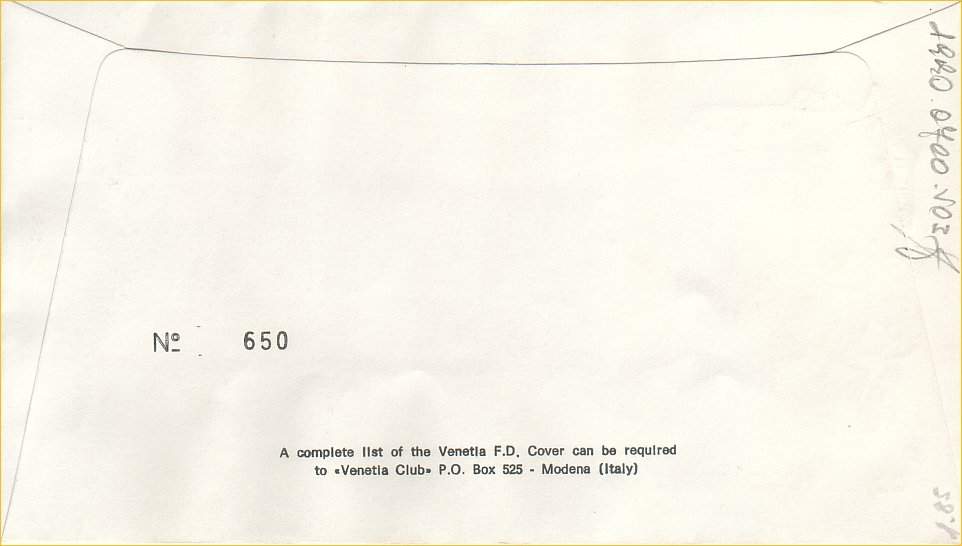 Nº 650
A complete list of the Venetia F.D. Cover can be required
to «Venetia Club» P.O. Box 525 - Modena (Italy)